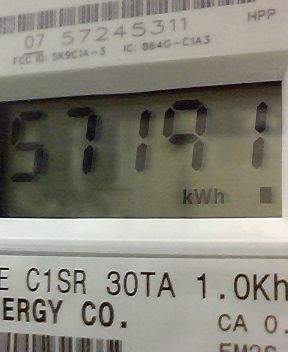 07 57245311 HPP
FCC ID: SK9C1A-3 IC: 864G-C1A3
57191
kWh
E C1SR 30TA 1.0Kh
ERGY CO. CA 0.